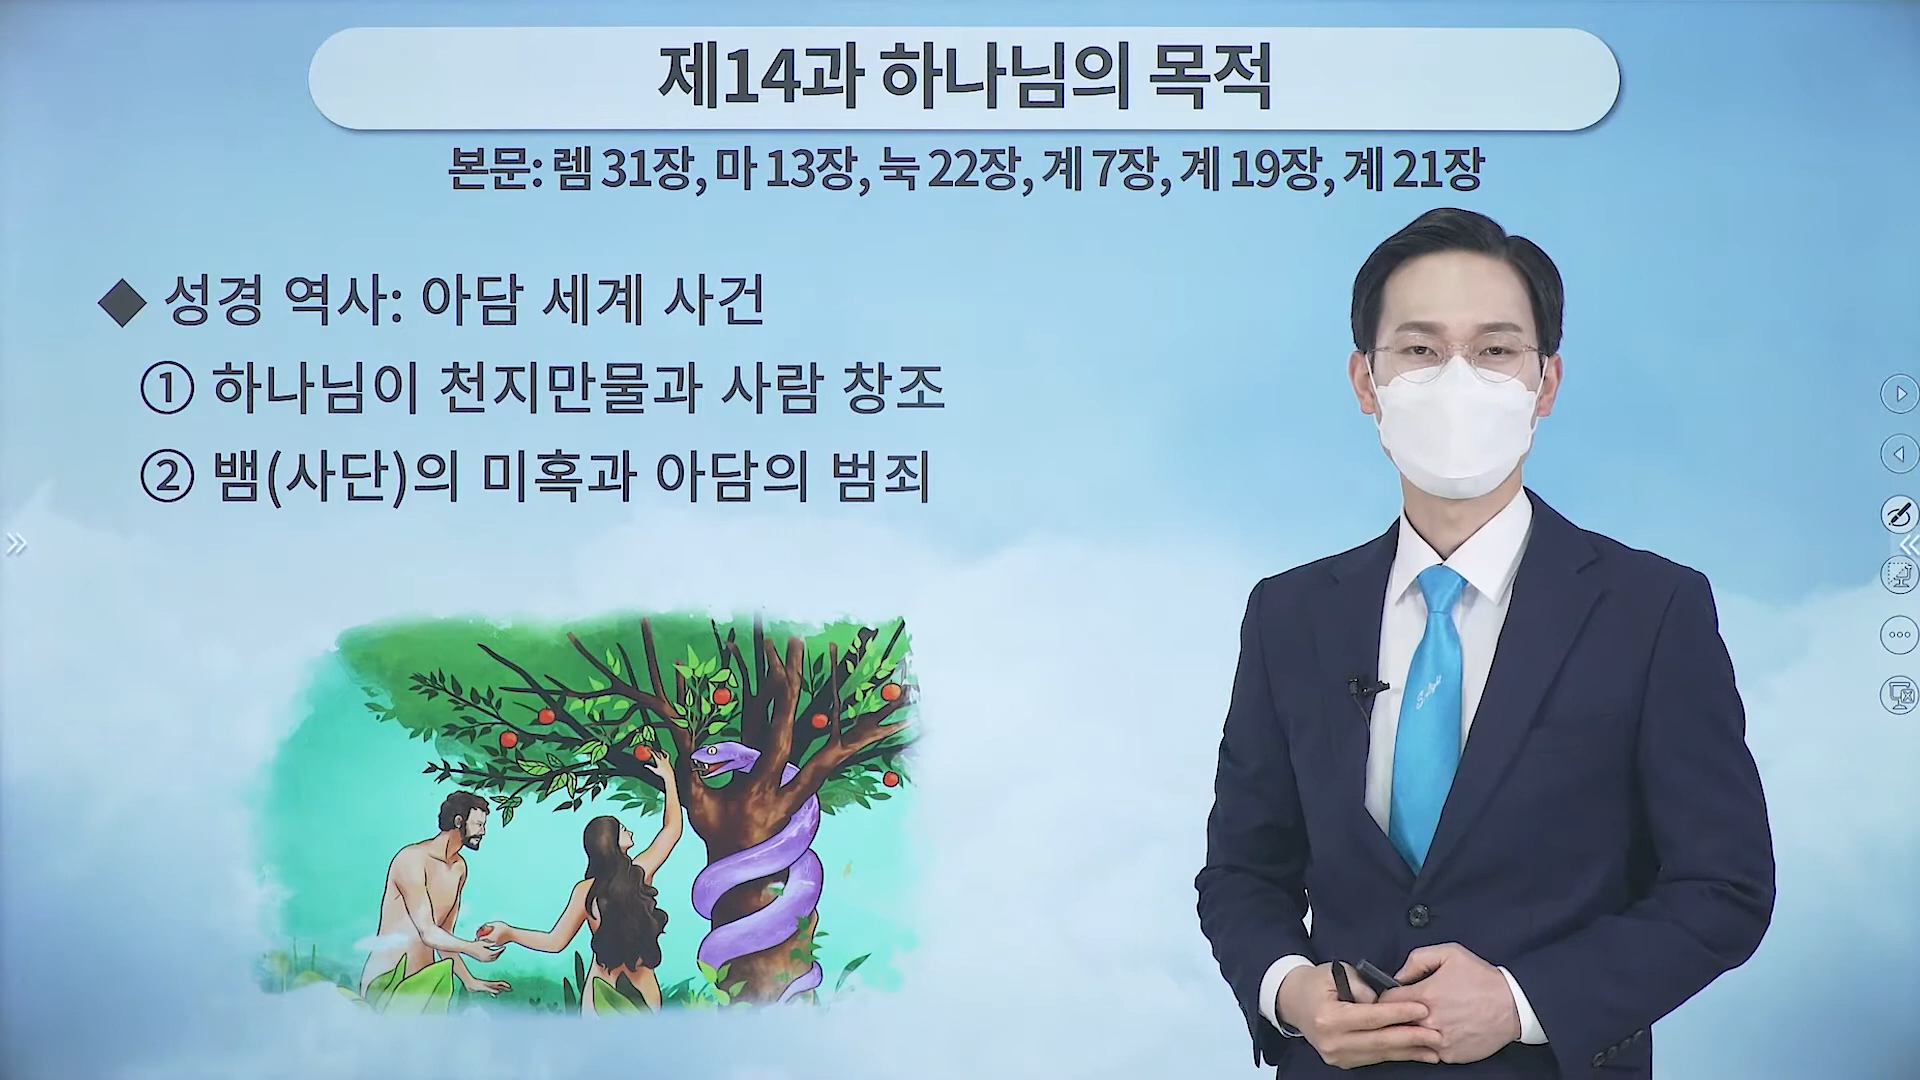 제14과 하나님의 목적
본문: 렘 31장, 마 13장, 눅 22장, 계 7장, 계 19장, 계 21장
◆ 성경 역사: 아담 세계 사건
① 하나님이 천지만물과 사람 창조
② 뱀(사단)의 미혹과 아담의 범죄